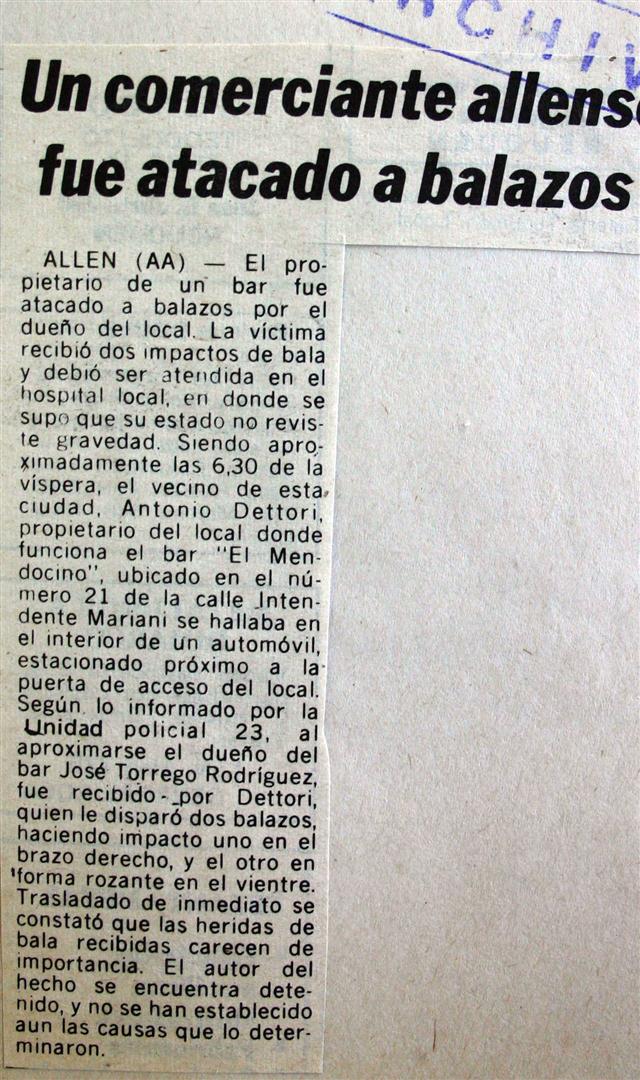 ARCHIV
Un comerciante allense
fue atacado a balazos
ALLEN (AA) — El pro-
pietario de un bar fue
atacado a balazos por el
dueño del local. La víctima
recibió dos impactos de bala
y debió ser atendida en el
hospital local, en donde se
supo que su estado no revis-
te gravedad. Siendo apro-
ximadamente las 6,30 de la
víspera, el vecino de esta
ciudad, Antonio Dettori,
propietario del local donde
funciona el bar "El Men-
docino", ubicado en el nú-
mero 21 de la calle Inten-
dente Mariani se hallaba en
el interior de un automóvil,
estacionado próximo a la
puerta de acceso del local.
Según lo informado por la
Unidad policial 23, al
aproximarse el dueño del
bar José Torrego Rodríguez,
fue recibido por Dettori,
quien le disparó dos balazos,
haciendo impacto uno en el
brazo derecho, y el otro en
forma rozante en el vientre.
Trasladado de inmediato se
constató que las heridas de
bala recibidas carecen de
importancia. El autor del
hecho se encuentra dete-
nido, y no se han establecido
aun las causas que lo deter-
minaron.